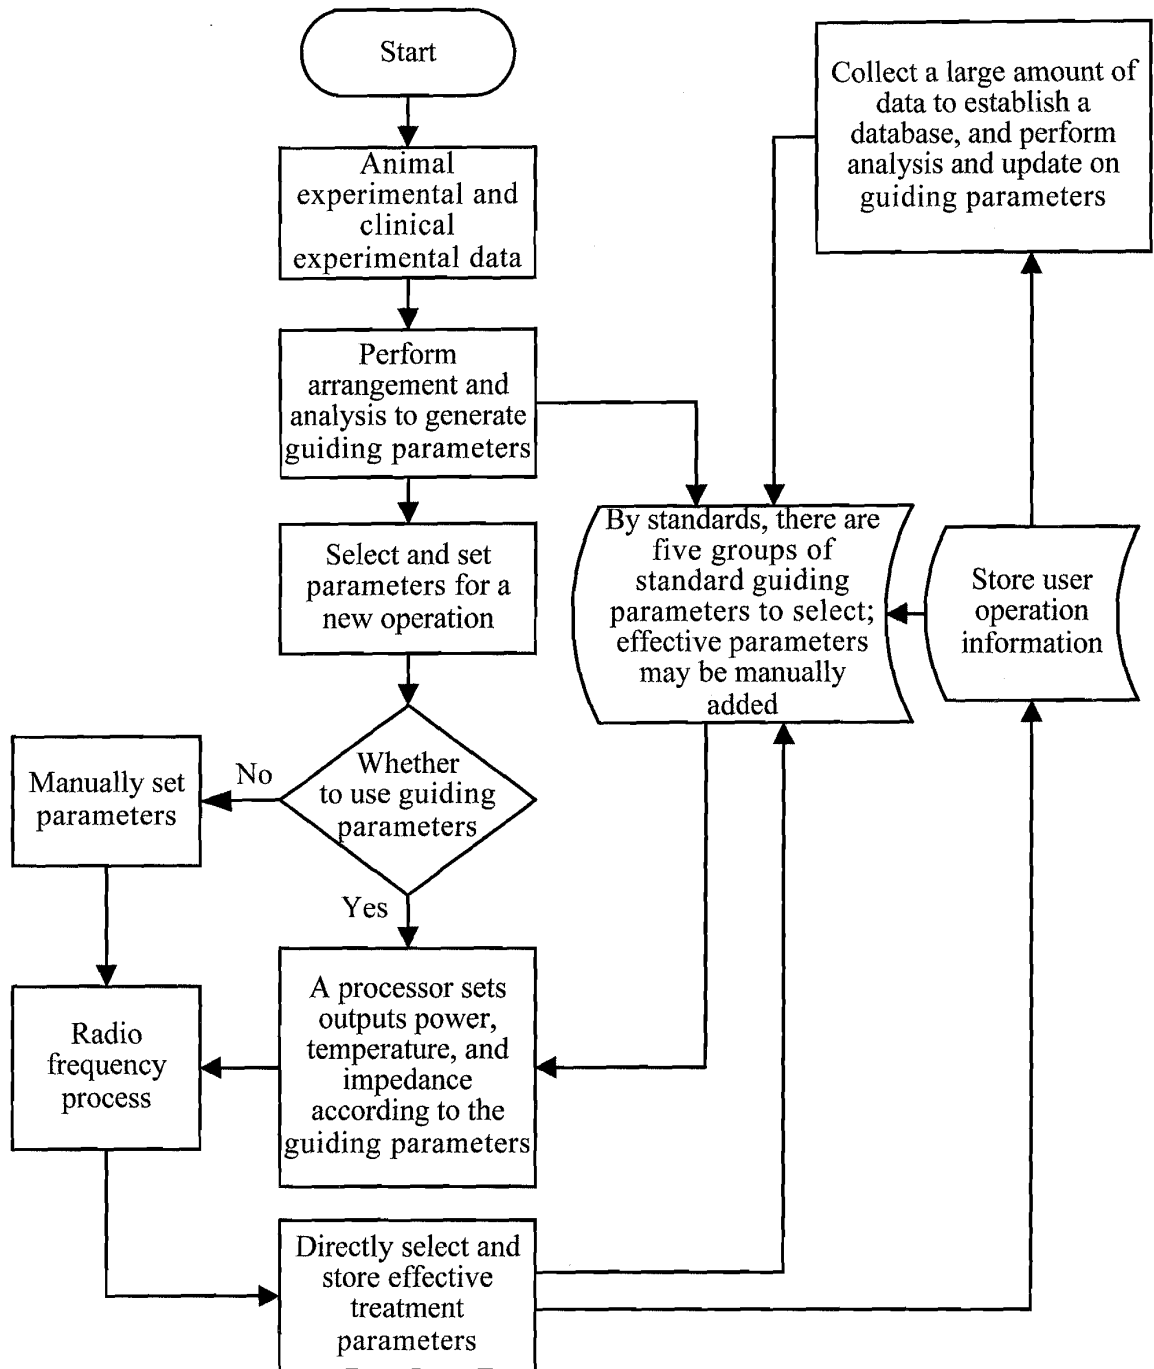 Start
Collect a large amount of
data to establish a
database, and perform
analysis and update on
guiding parameters
Animal
experimental and
clinical
experimental data
Perform
arrangement and
analysis to generate
guiding parameters
Select and set
parameters for a
new operation
By standards, there are
five groups of
standard guiding
parameters to select;
effective parameters
may be manually
added
Store user
operation
information
Whether
to use guiding
parameters
No
Manually set
parameters
Yes
A processor sets
outputs power,
temperature, and
impedance
according to the
guiding parameters
Radio
frequency
process
Directly select and
store effective
treatment
parameters